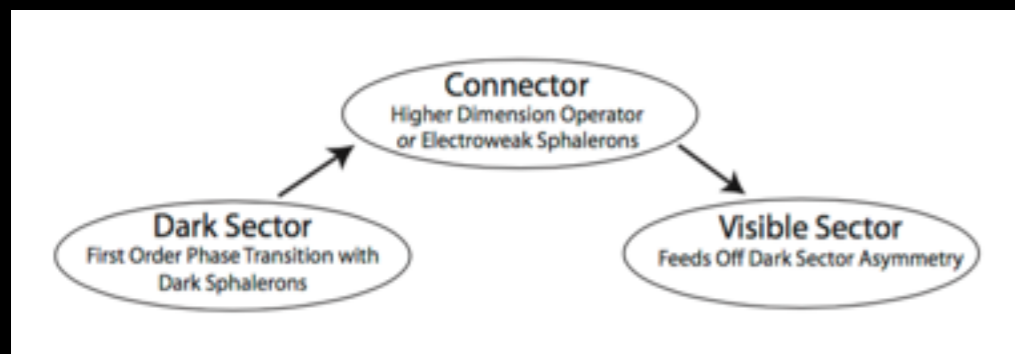 Connector
Higher Dimension Operator
or Electroweak Sphalerons
Dark Sector
First Order Phase Transition with
Dark Sphalerons
Visible Sector
Feeds Off Dark Sector Asymmetry